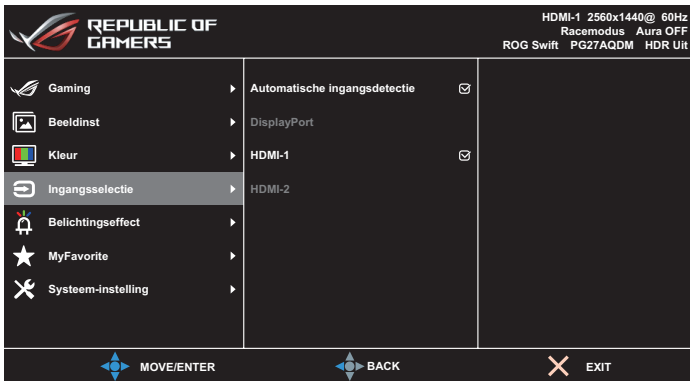 REPUBLIC OF
GAMERS
HDMI-1 2560x1440@ 60Hz
Racemodus Aura OFF
ROG Swift PG27AQDM HDR Uit
Gaming
Beeldinst
Kleur
Ingangsselectie
Belichtingseffect
MyFavorite
Systeem-instelling
Automatische ingangsdetectie
DisplayPort
HDMI-1
HDMI-2
MOVE/ENTER
BACK
EXIT